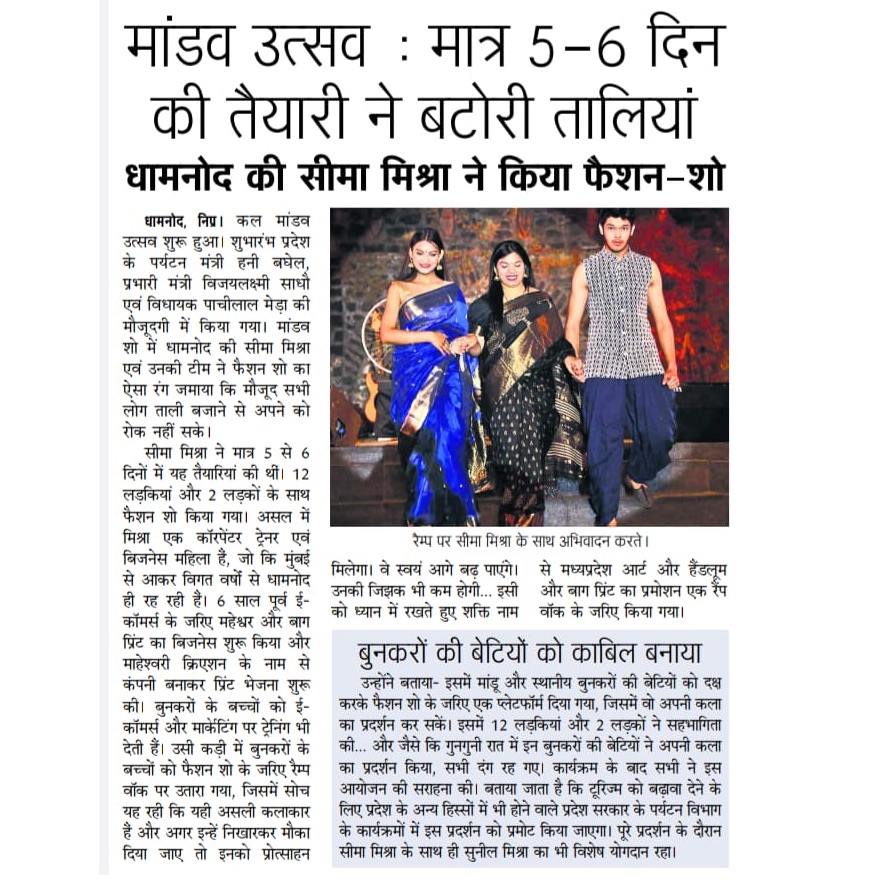 मांडव उत्सव : मात्र 5-6 दिन
की तैयारी ने बटोरी तालियां
धामनोद की सीमा मिश्रा ने किया फैशन-शो
धामनोद, निप्र। कल मांडव
उत्सव शुरू हुआ। शुभारंभ प्रदेश
के पर्यटन मंत्री हनी बघेल,
प्रभारी मंत्री विजयलक्ष्मी साधौ
एवं विधायक पाचीलाल मेड़ा की
मौजूदगी में किया गया। मांडव
शो में धामनोद की सीमा मिश्रा
एवं उनकी टीम ने फैशन शो का
ऐसा रंग जमाया कि मौजूद सभी
लोग ताली बजाने से अपने को
रोक नहीं सके।
सीमा मिश्रा ने मात्र 5 से 6
दिनों में यह तैयारियां की थीं। 12
लड़कियां और 2 लड़कों के साथ
फैशन शो किया गया। असल में
मिश्रा एक कॉरपेंटर ट्रेनर एवं
बिजनेस महिला है, जो कि मुंबई
से आकर विगत वर्षों से धामनोद
ही रह रही है। 6 साल पूर्व ई-
कॉमर्स के जरिए महेश्वर और बाग
प्रिंट का बिजनेस शुरू किया और
माहेश्वरी क्रिएशन के नाम से
कंपनी बनाकर प्रिंट भेजना शुरू
की। बुनकरों के बच्चों को ई-
कॉमर्स और मार्केटिंग पर ट्रेनिंग भी
देती हैं। उसी कड़ी में बुनकरों के
बच्चों को फैशन शो के जरिए रैम्प
वॉक पर उतारा गया, जिसमें सोच
यह रही कि यही असली कलाकार
है और अगर इन्हें निखारकर मौका
दिया जाए तो इनको प्रोत्साहन
रैम्प पर सीमा मिश्रा के साथ अभिवादन करते।
मिलेगा। वे स्वयं आगे बढ़ पाएंगे।
उनकी जिझक भी कम होगी... इसी
को ध्यान में रखते हुए शक्ति नाम
से मध्यप्रदेश आर्ट और हैंडलूम
और बाग प्रिंट का प्रमोशन एक रैंप
वॉक के जरिए किया गया।
बुनकरों की बेटियों को काबिल बनाया
उन्होंने बताया- इसमें मांडू और स्थानीय बुनकरों की बेटियों को दक्ष
करके फैशन शो के जरिए एक प्लेटफॉर्म दिया गया, जिसमें वो अपनी कला
का प्रदर्शन कर सकें। इसमें 12 लड़कियां और 2 लड़कों ने सहभागिता
की... और जैसे कि गुनगुनी रात में इन बुनकरों की बेटियों ने अपनी कला
का प्रदर्शन किया, सभी दंग रह गए। कार्यक्रम के बाद सभी ने इस
आयोजन की सराहना की। बताया जाता है कि टूरिज्म को बढ़ावा देने के
लिए प्रदेश के अन्य हिस्सों में भी होने वाले प्रदेश सरकार के पर्यटन विभाग
के कार्यक्रमों में इस प्रदर्शन को प्रमोट किया जाएगा। पूरे प्रदर्शन के दौरान
सीमा मिश्रा के साथ ही सुनील मिश्रा का भी विशेष योगदान रहा।